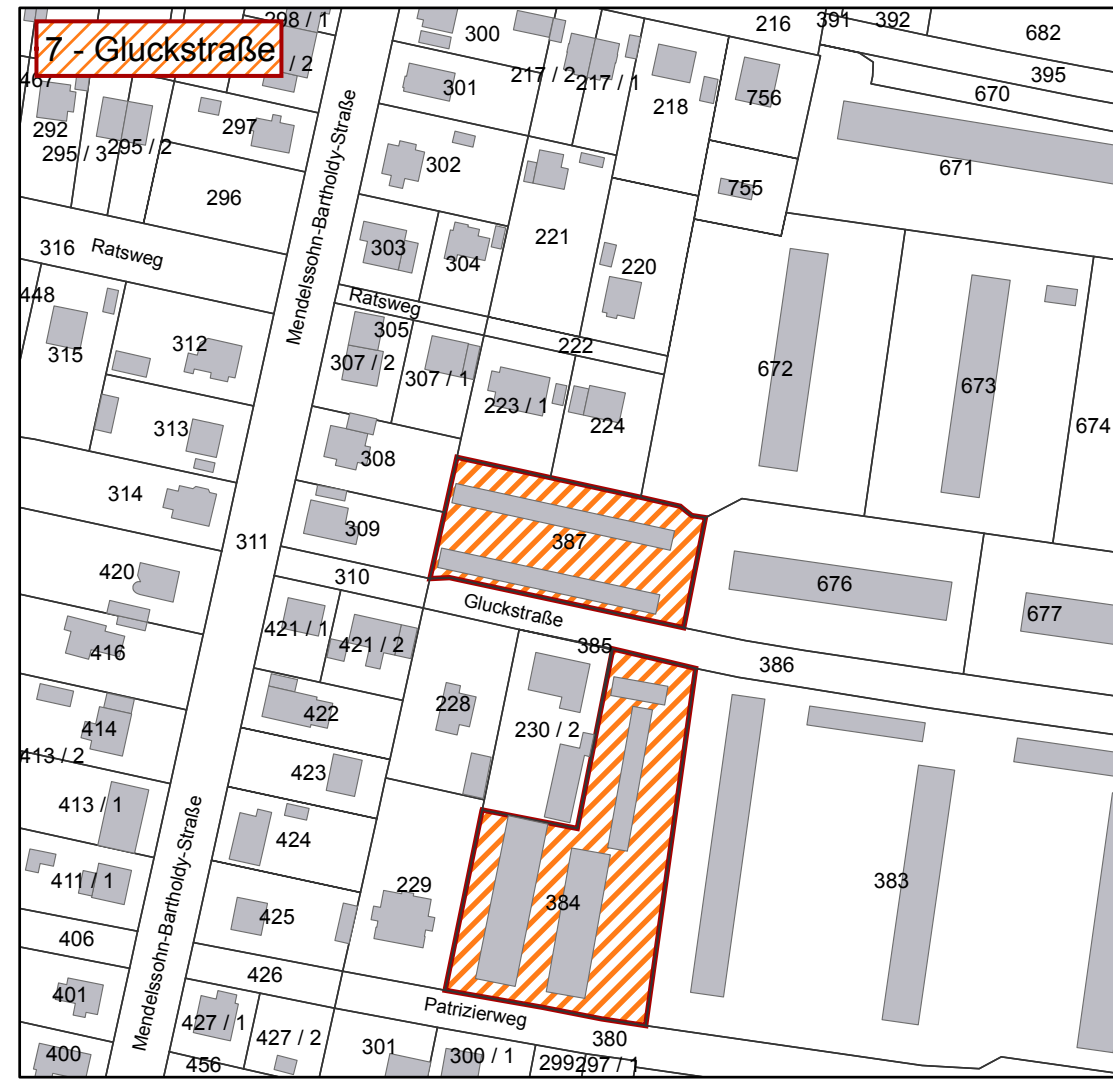 7 - Gluckstraße
298 / 1
/ 2
300
216
391
392
682
467
301
217 / 2
217 / 1
218
756
395
670
292
295 / 3
295 / 2
297
302
671
296
755
316
Ratsweg
Mendelssohn-Bartholdy-Straße
303
304
221
220
448
Ratsweg
315
312
305
307 / 2
307 / 1
222
672
673
674
223 / 1
224
313
308
314
309
387
311
310
420
676
677
Gluckstraße
416
421 / 1
421 / 2
385
386
414
422
228
230 / 2
413 / 2
423
413 / 1
Mendelssohn-Bartholdy-Straße
424
411 / 1
229
384
383
425
406
426
401
Patrizierweg
427 / 1
427 / 2
380
400
456
301
300 / 1
299
297 / 1